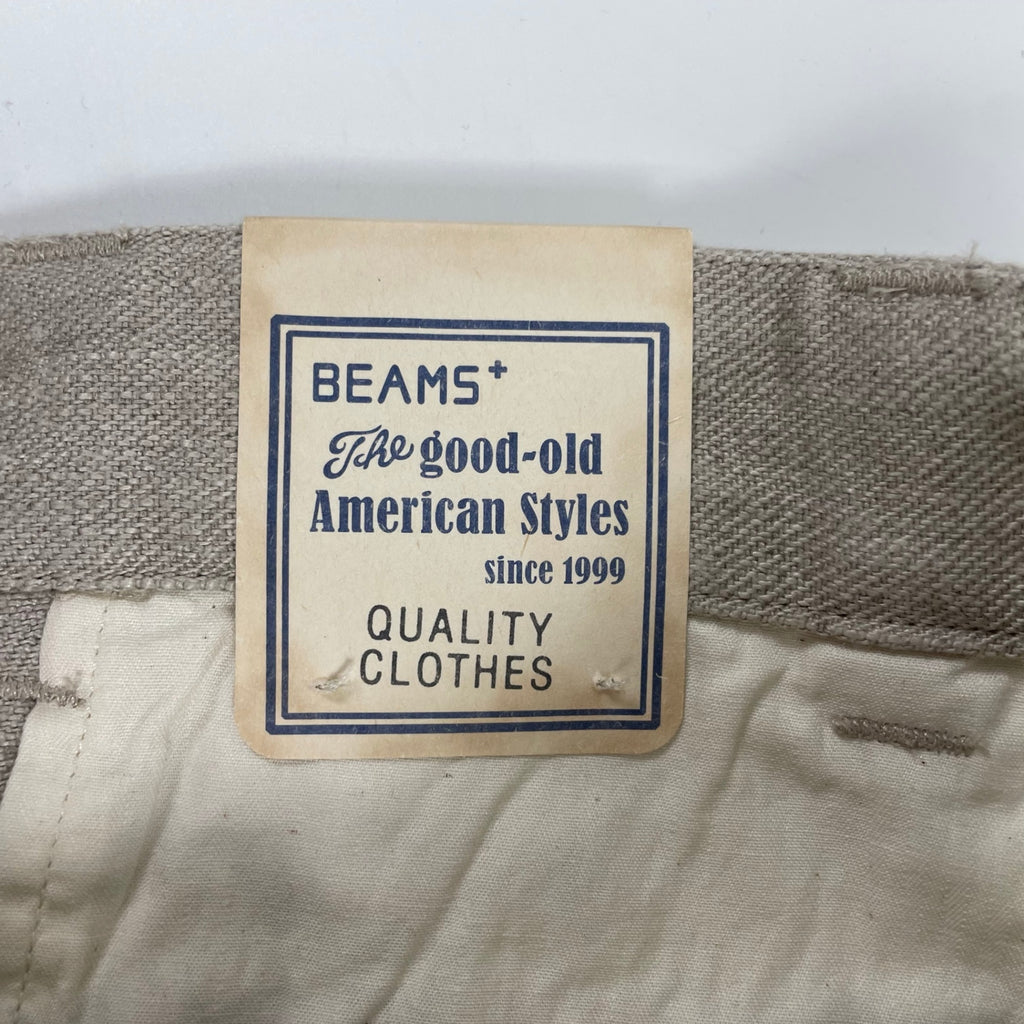 BEAMS+
The good-old
American Styles
since 1999
QUALITY
CLOTHES